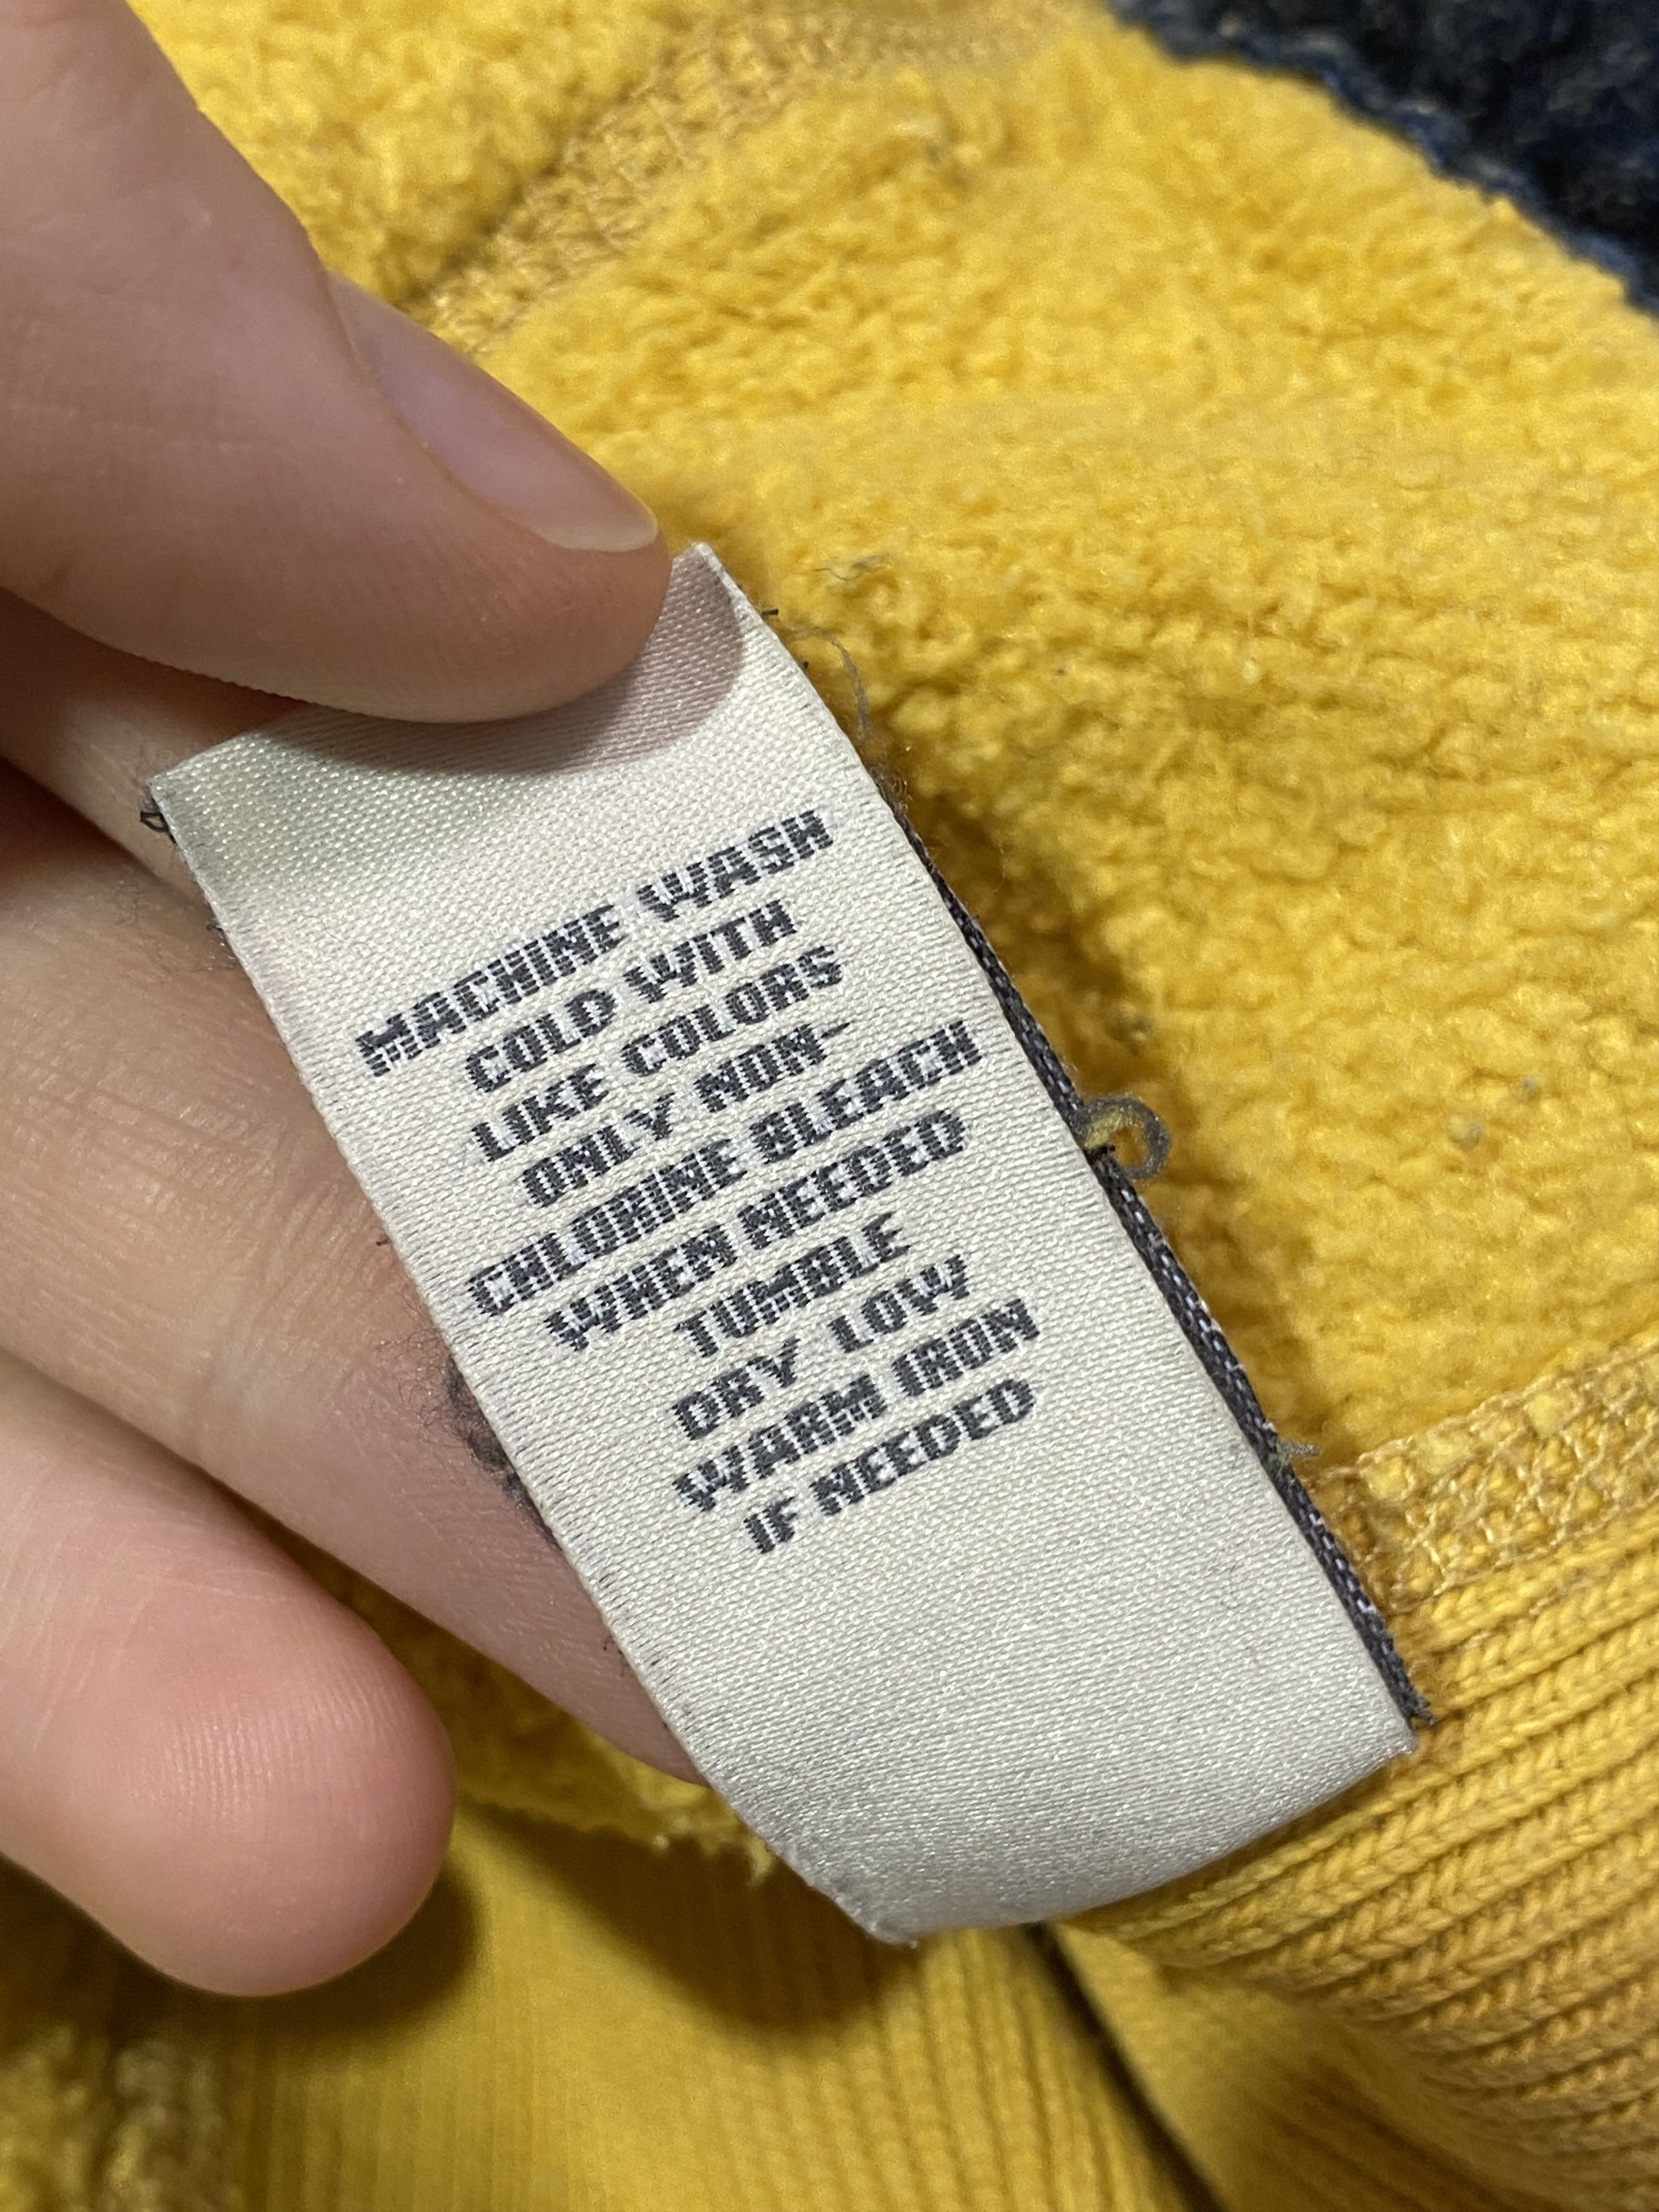 MACHINE WASH
COLD WITH
LIKE COLORS
ONLY NON-
CHLORINE BLEACH
WHEN NEEDED
TUMBLE
DRY LOW
WARM IRON
IF NEEDED